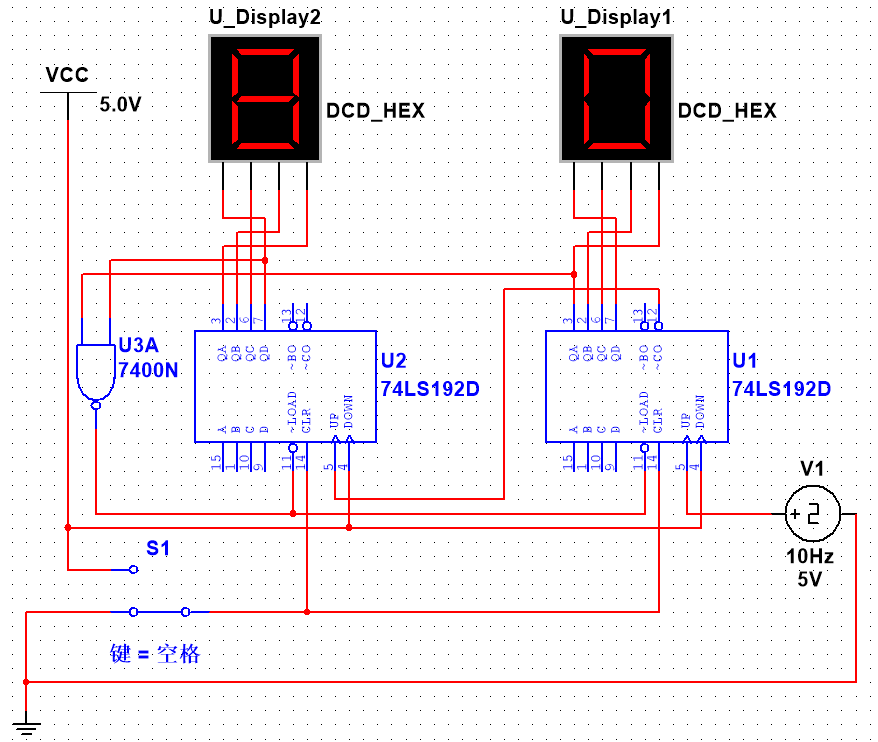 U_Display2
U_Display1
VCC
5.0V
DCD_HEX
DCD_HEX
3 2 6 7 13 12
QA QB QC QD ~BO ~CO
A B C D ~LOAD CLR UP DOWN
15 1 10 9 11 14 5 4
U3A
7400N
U2
74LS192D
3 2 6 7 13 12
QA QB QC QD ~BO ~CO
A B C D ~LOAD CLR UP DOWN
15 1 10 9 11 14 5 4
U1
74LS192D
V1
10Hz
5V
S1
键 = 空格